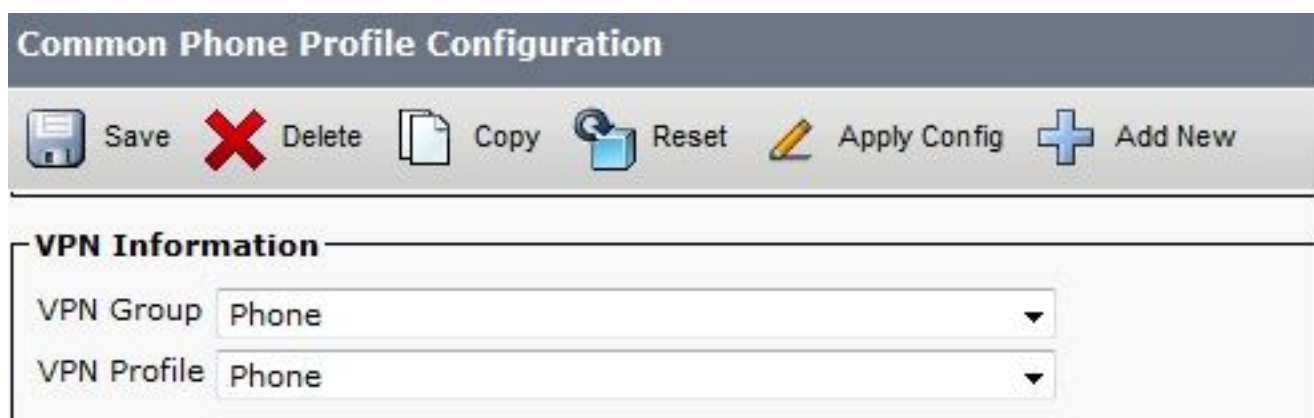 Common Phone Profile Configuration
Save Delete Copy Reset Apply Config Add New
VPN Information
VPN Group Phone
VPN Profile Phone